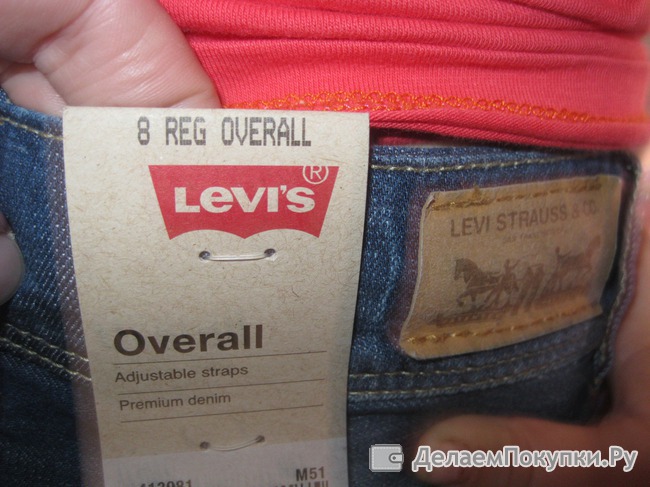 8 REG OVERALL
LEVI'S ®
LEVI STRAUSS & CO.
Overall
Adjustable straps
Premium denim
M51
ДелаемПокупки.Ру